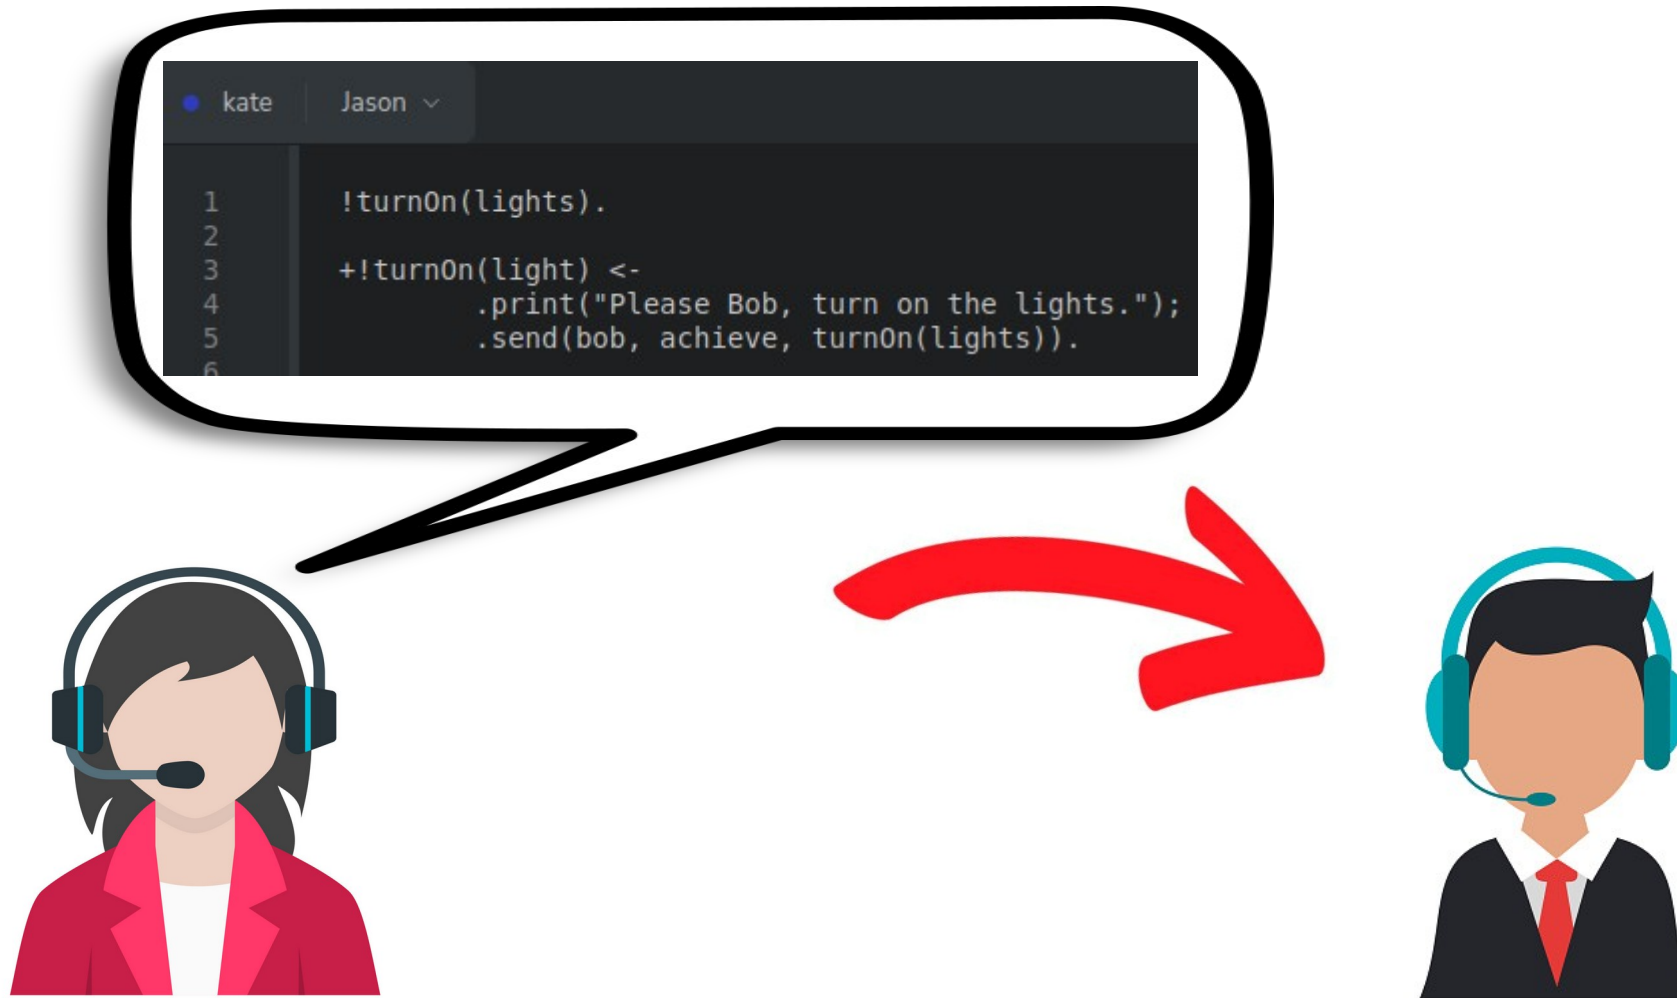 kate Jason
1 !turnOn(lights).
2
3 +!turnOn(light) <-
4 .print("Please Bob, turn on the lights.");
5 .send(bob, achieve, turnOn(lights)).
6